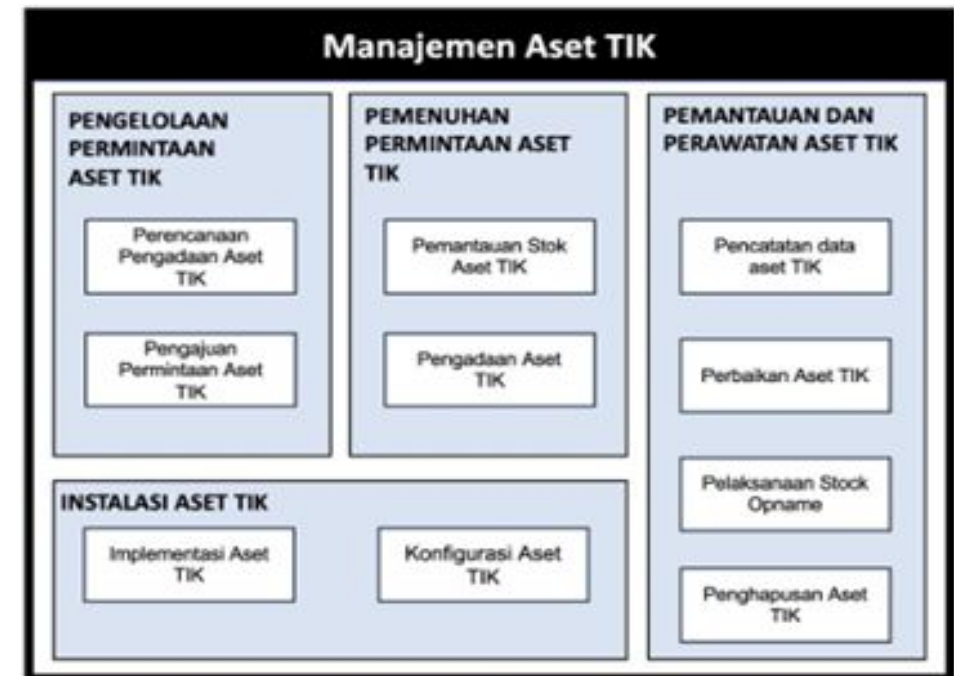 Manajemen Aset TIK
PENGELOLAAN
PERMINTAAN
ASET TIK
Perencanaan
Pengadaan Aset
TIK
Pengajuan
Permintaan Aset
TIK
PEMENUHAN
PERMINTAAN ASET
TIK
Pemantauan Stok
Aset TIK
Pengadaan Aset
TIK
PEMANTAUAN DAN
PERAWATAN ASET TIK
Pencatatan data
aset TIK
Perbaikan Aset TIK
Pelaksanaan Stock
Opname
Penghapusan Aset
TIK
INSTALASI ASET TIK
Implementasi Aset
TIK
Konfigurasi Aset
TIK